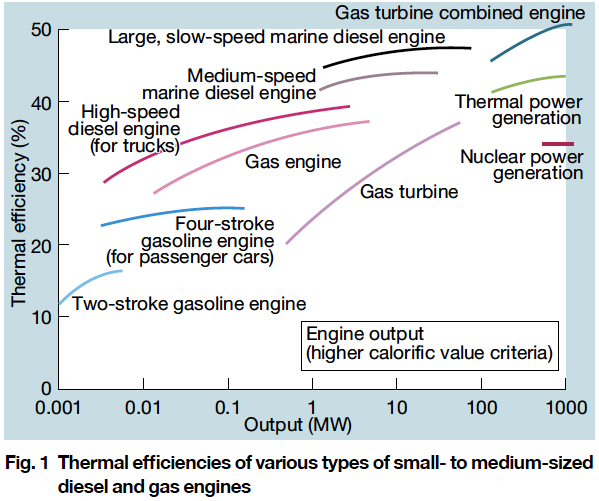 Gas turbine combined engine
Large, slow-speed marine diesel engine
Medium-speed
marine diesel engine
High-speed
diesel engine
(for trucks)
Thermal power
generation
Gas engine
Nuclear power
generation
Gas turbine
Four-stroke
gasoline engine
(for passenger cars)
Two-stroke gasoline engine
Engine output
(higher calorific value criteria)
Thermal efficiency (%)
50
40
30
20
10
0
0.001 0.01 0.1 1 10 100 1000
Output (MW)
Fig. 1 Thermal efficiencies of various types of small- to medium-sized
diesel and gas engines